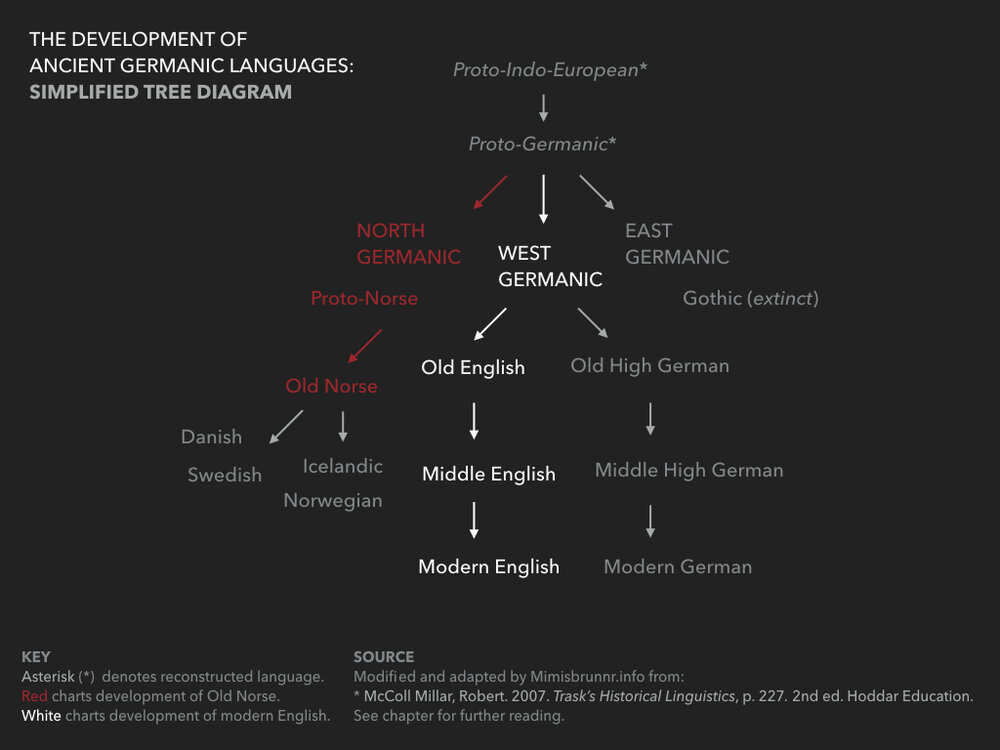 THE DEVELOPMENT OF
ANCIENT GERMANIC LANGUAGES:
SIMPLIFIED TREE DIAGRAM
Proto-Indo-European*
Proto-Germanic*
NORTH
GERMANIC
WEST
GERMANIC
EAST
GERMANIC
Proto-Norse
Gothic (extinct)
Old Norse
Old English
Old High German
Danish
Swedish
Icelandic
Norwegian
Middle English
Middle High German
Modern English
Modern German
KEY
Asterisk (*) denotes reconstructed language.
Red charts development of Old Norse.
White charts development of modern English.
SOURCE
Modified and adapted by Mimisbrunnr.info from:
* McColl Millar, Robert. 2007. Trask's Historical Linguistics, p. 227. 2nd ed. Hoddar Education.
See chapter for further reading.